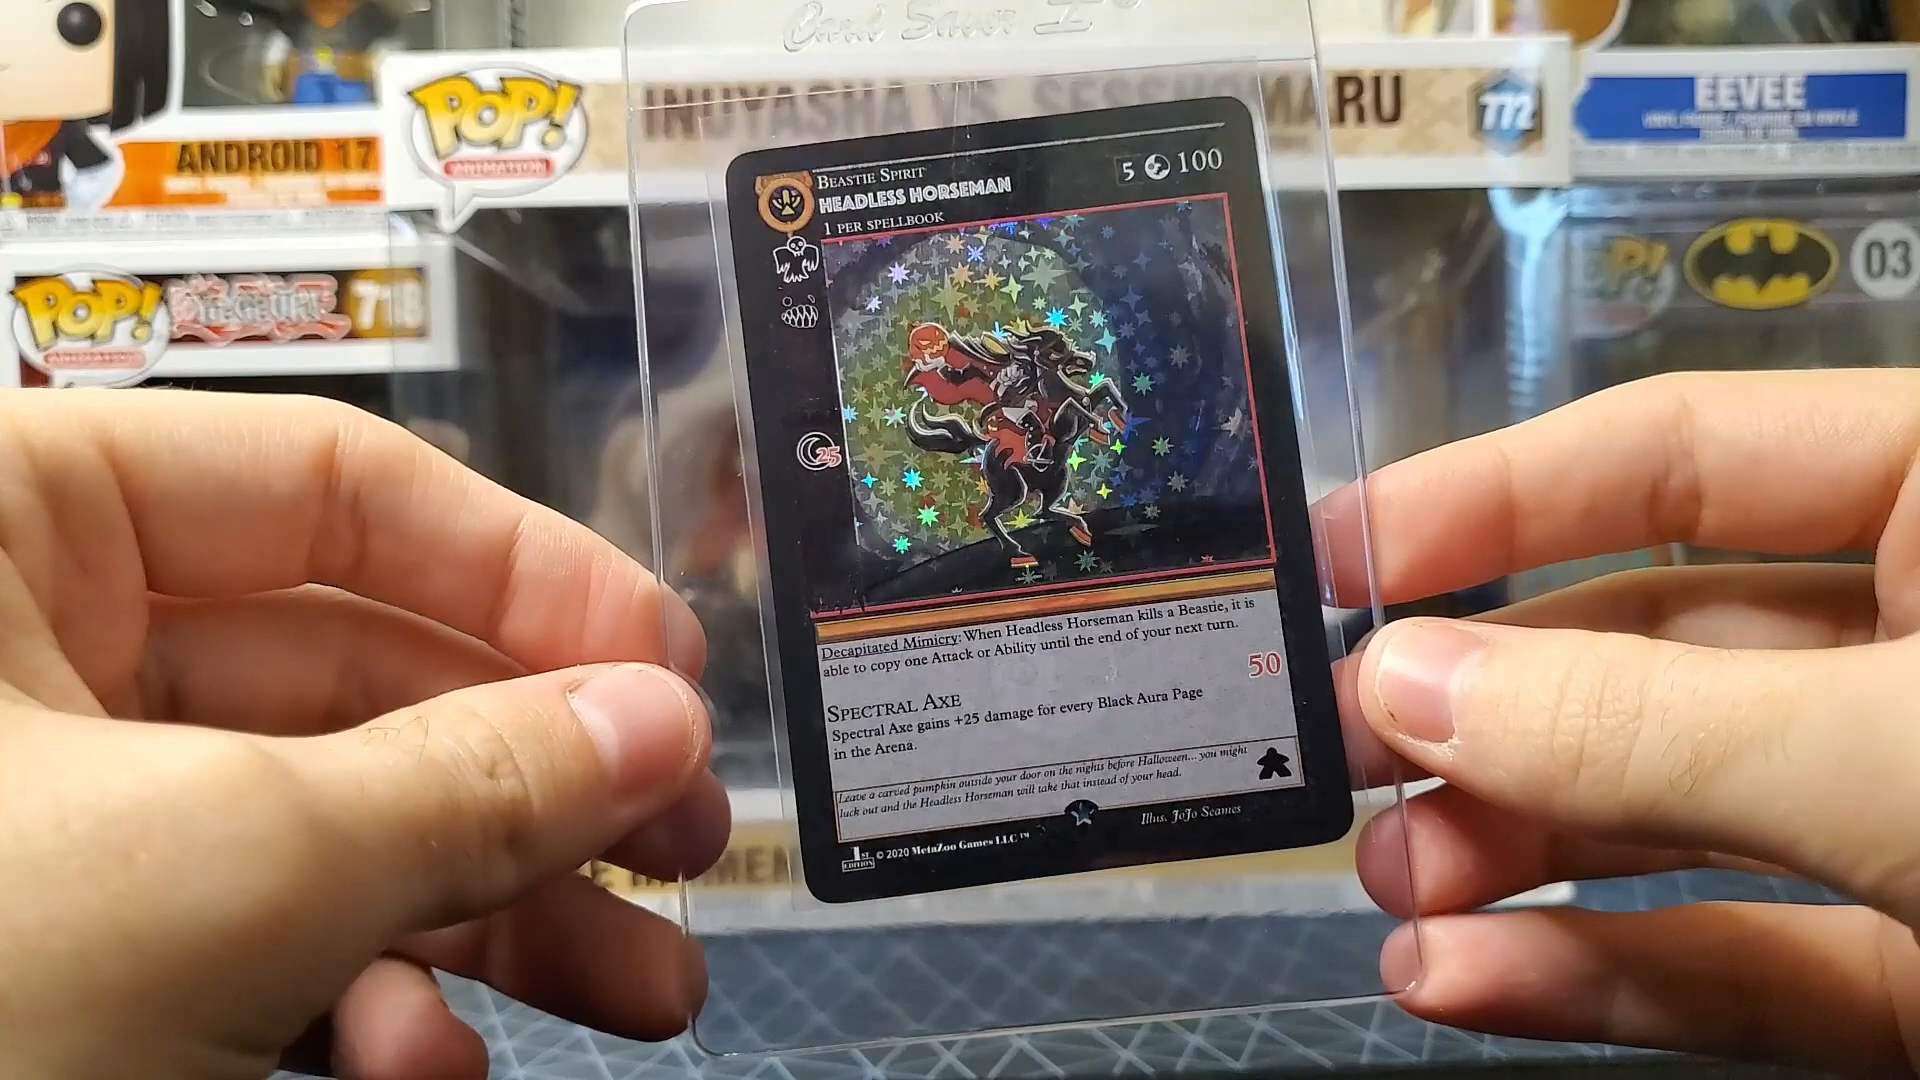 Card Saver I
POP!
ANIMATION
INUYASHA VS. SESSHOMARU
772
EEVEE
ANDROID 17
POP!
ANIMATION
Yu-Gi-Oh!
718
POP!
03
BEASTIE SPIRIT
HEADLESS HORSEMAN
1 PER SPELLBOOK
5 100
25
Decapitated Mimicry: When Headless Horseman kills a Beastie, it is
able to copy one Attack or Ability until the end of your next turn.
50
SPECTRAL AXE
Spectral Axe gains +25 damage for every Black Aura Page
in the Arena.
Leave a carved pumpkin outside your door on the nights before Halloween... you might
luck out and the Headless Horseman will take that instead of your head.
1ST EDITION © 2020 MetaZoo Games LLC™
Illus. JoJo Seames